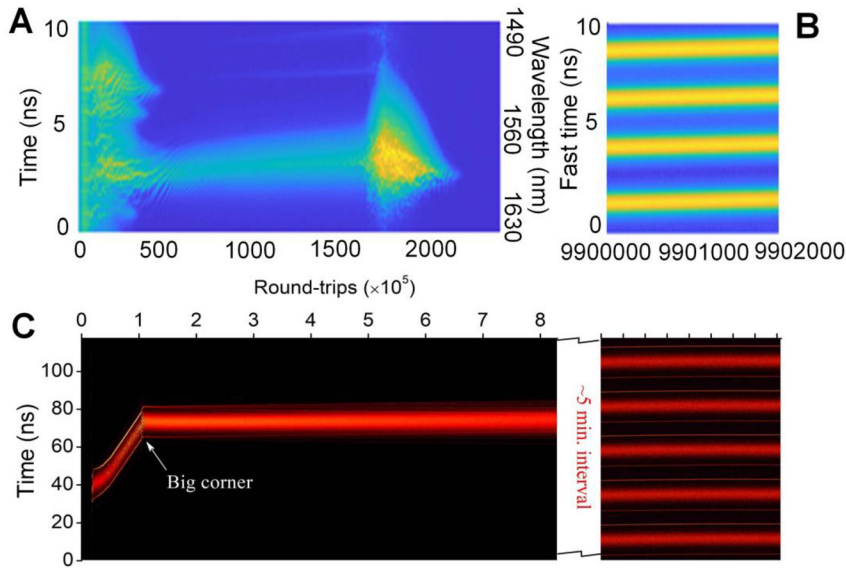 A
10
5
0
Time (ns)
0 500 1000 1500 2000
1490
1560
1630
Wavelength (nm)
B
10
5
0
Fast time (ns)
9900000 9901000 9902000
Round-trips (×10⁵)
C
0 1 2 3 4 5 6 7 8
100
80
60
40
20
0
Time (ns)
Big corner
~5 min. interval